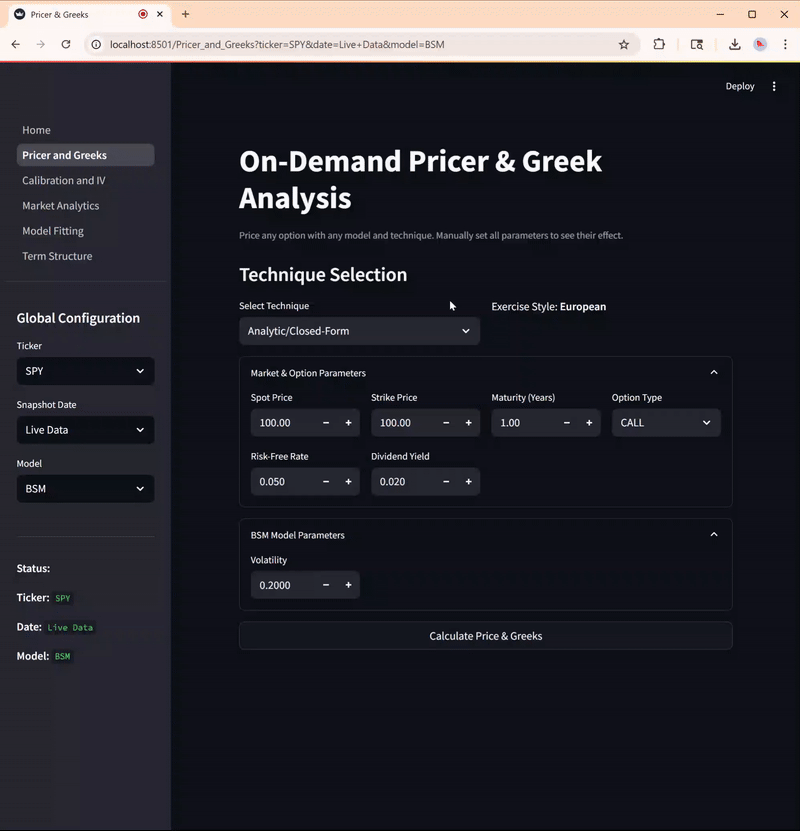 Pricer & Greeks
localhost:8501/Pricer_and_Greeks?ticker=SPY&date=Live+Data&model=BSM
Deploy
Home
Pricer and Greeks
Calibration and IV
Market Analytics
Model Fitting
Term Structure
Global Configuration
Ticker
SPY
Snapshot Date
Live Data
Model
BSM
Status:
Ticker: SPY
Date: Live Data
Model: BSM
On-Demand Pricer & Greek
Analysis
Price any option with any model and technique. Manually set all parameters to see their effect.
Technique Selection
Select Technique
Exercise Style: European
Analytic/Closed-Form
Market & Option Parameters
Spot Price Strike Price Maturity (Years) Option Type
100.00 − + 100.00 − + 1.00 − + CALL
Risk-Free Rate Dividend Yield
0.050 − + 0.020 − +
BSM Model Parameters
Volatility
0.2000 − +
Calculate Price & Greeks